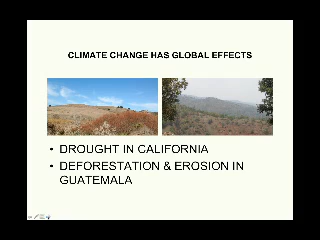 CLIMATE CHANGE HAS GLOBAL EFFECTS
• DROUGHT IN CALIFORNIA
• DEFORESTATION & EROSION IN
GUATEMALA